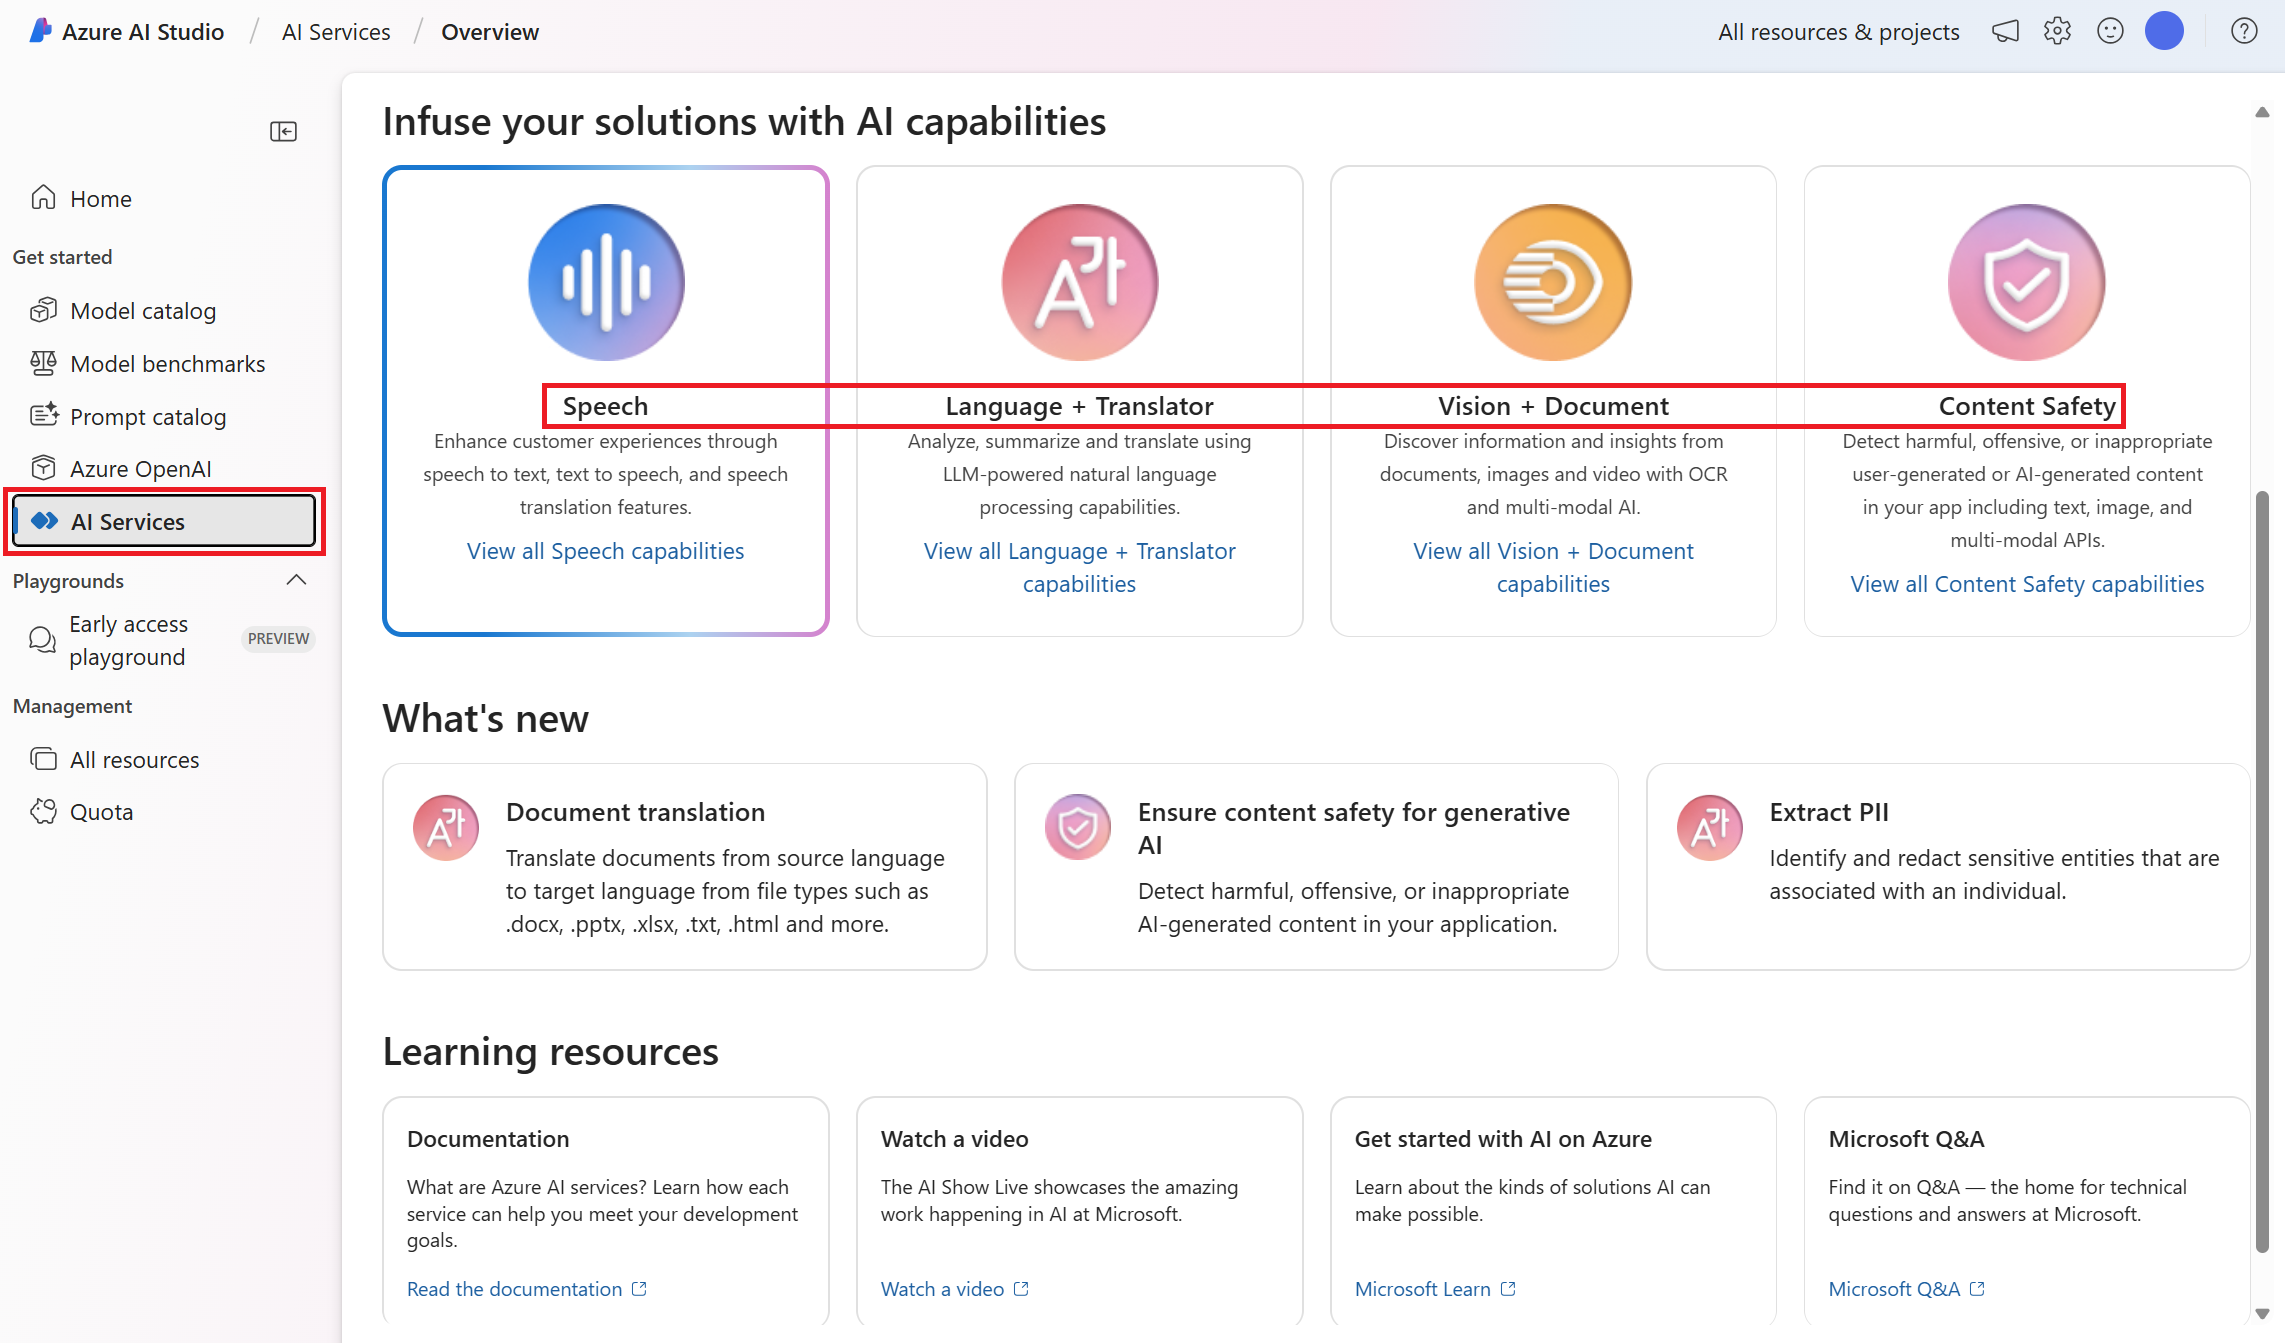 Azure AI Studio / AI Services / Overview
All resources & projects
Home
Get started
Model catalog
Model benchmarks
Prompt catalog
Azure OpenAI
AI Services
Playgrounds
Early access
playground
PREVIEW
Management
All resources
Quota
Infuse your solutions with AI capabilities
Speech
Enhance customer experiences through
speech to text, text to speech, and speech
translation features.
View all Speech capabilities
Language + Translator
Analyze, summarize and translate using
LLM-powered natural language
processing capabilities.
View all Language + Translator
capabilities
Vision + Document
Discover information and insights from
documents, images and video with OCR
and multi-modal AI.
View all Vision + Document
capabilities
Content Safety
Detect harmful, offensive, or inappropriate
user-generated or AI-generated content
in your app including text, image, and
multi-modal APIs.
View all Content Safety capabilities
What's new
Document translation
Translate documents from source language
to target language from file types such as
.docx, .pptx, .xlsx, .txt, .html and more.
Ensure content safety for generative
AI
Detect harmful, offensive, or inappropriate
AI-generated content in your application.
Extract PII
Identify and redact sensitive entities that are
associated with an individual.
Learning resources
Documentation
What are Azure AI services? Learn how each
service can help you meet your development
goals.
Read the documentation
Watch a video
The AI Show Live showcases the amazing
work happening in AI at Microsoft.
Watch a video
Get started with AI on Azure
Learn about the kinds of solutions AI can
make possible.
Microsoft Learn
Microsoft Q&A
Find it on Q&A — the home for technical
questions and answers at Microsoft.
Microsoft Q&A